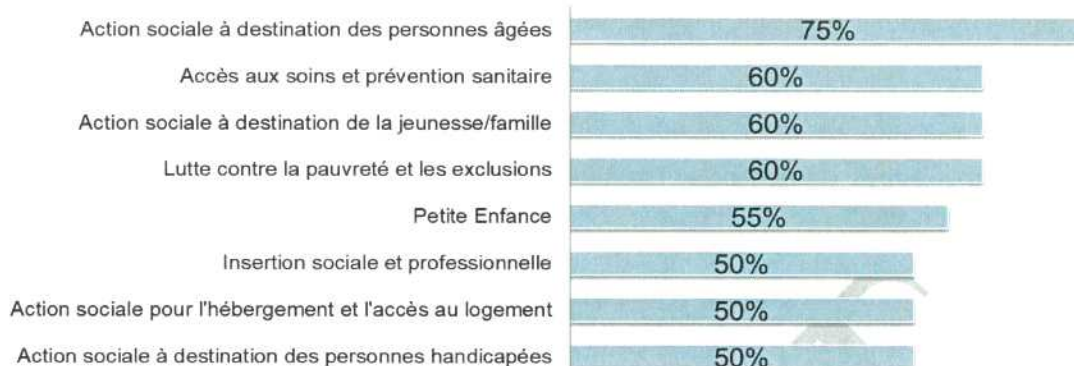 Action sociale à destination des personnes âgées 75%
Accès aux soins et prévention sanitaire 60%
Action sociale à destination de la jeunesse/famille 60%
Lutte contre la pauvreté et les exclusions 60%
Petite Enfance 55%
Insertion sociale et professionnelle 50%
Action sociale pour l'hébergement et l'accès au logement 50%
Action sociale à destination des personnes handicapées 50%